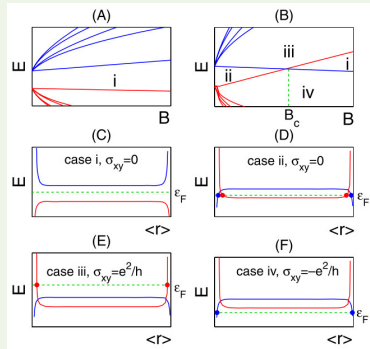 (A) (B)
E i B
E ii iii i iv B_c B
(C) (D)
E case i, σ_xy=0 ε_F <r>
E case ii, σ_xy=0 ε_F <r>
(E) (F)
E case iii, σ_xy=e²/h ε_F <r>
E case iv, σ_xy=−e²/h ε_F <r>